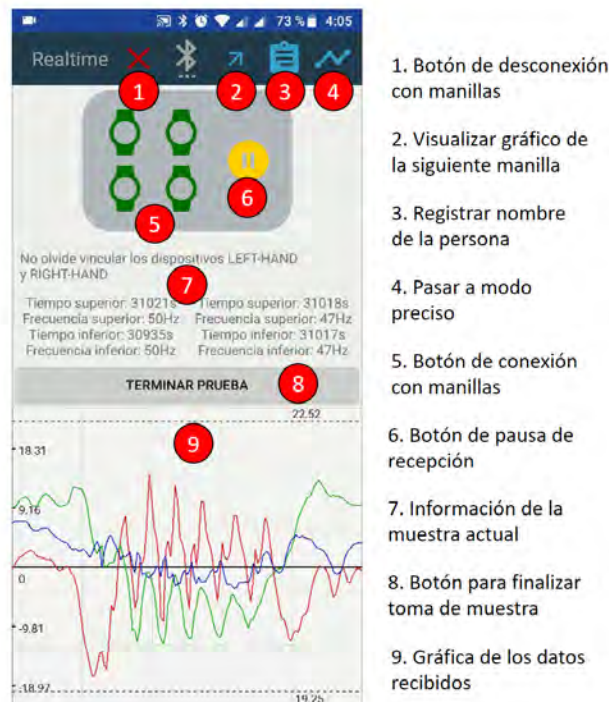 73 % 4:05
Realtime
1
2
3
4
5
6
No olvide vincular los dispositivos LEFT-HAND
y RIGHT-HAND
7
Tiempo superior: 31021s Tiempo superior: 31018s
Frecuencia superior: 50Hz Frecuencia superior: 47Hz
Tiempo inferior: 30935s Tiempo inferior: 31017s
Frecuencia inferior: 50Hz Frecuencia inferior: 47Hz
TERMINAR PRUEBA 8
22.52
9
18.31
9.16
0
-9.81
-18.97
19.25
1. Botón de desconexión
con manillas
2. Visualizar gráfico de
la siguiente manilla
3. Registrar nombre
de la persona
4. Pasar a modo
preciso
5. Botón de conexión
con manillas
6. Botón de pausa de
recepción
7. Información de la
muestra actual
8. Botón para finalizar
toma de muestra
9. Gráfica de los datos
recibidos